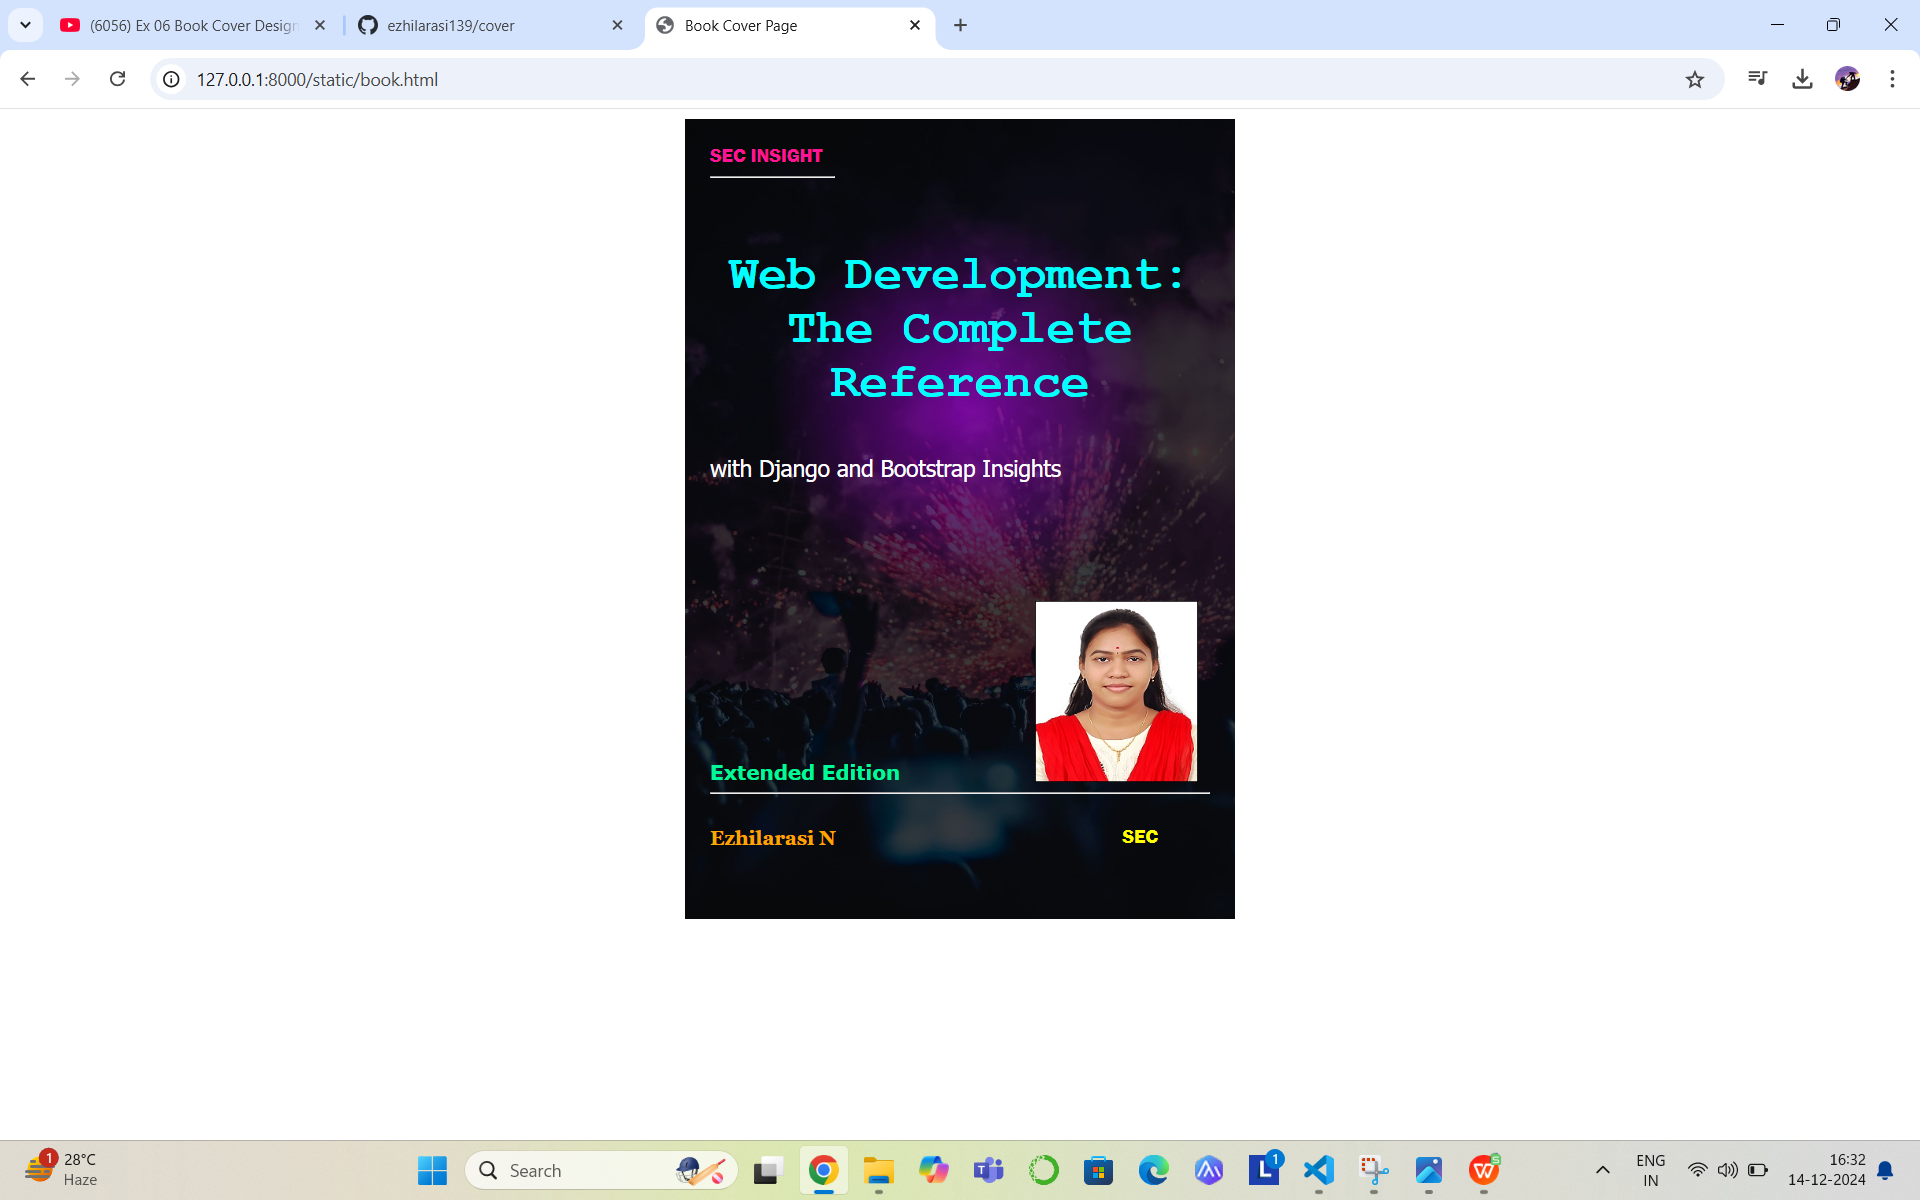 (6056) Ex 06 Book Cover Design
ezhilarasi139/cover
Book Cover Page
127.0.0.1:8000/static/book.html
SEC INSIGHT
Web Development:
The Complete
Reference
with Django and Bootstrap Insights
Extended Edition
Ezhilarasi N
SEC
1
28°C
Haze
Search
T
L
1
W
S
ENG
IN
16:32
14-12-2024